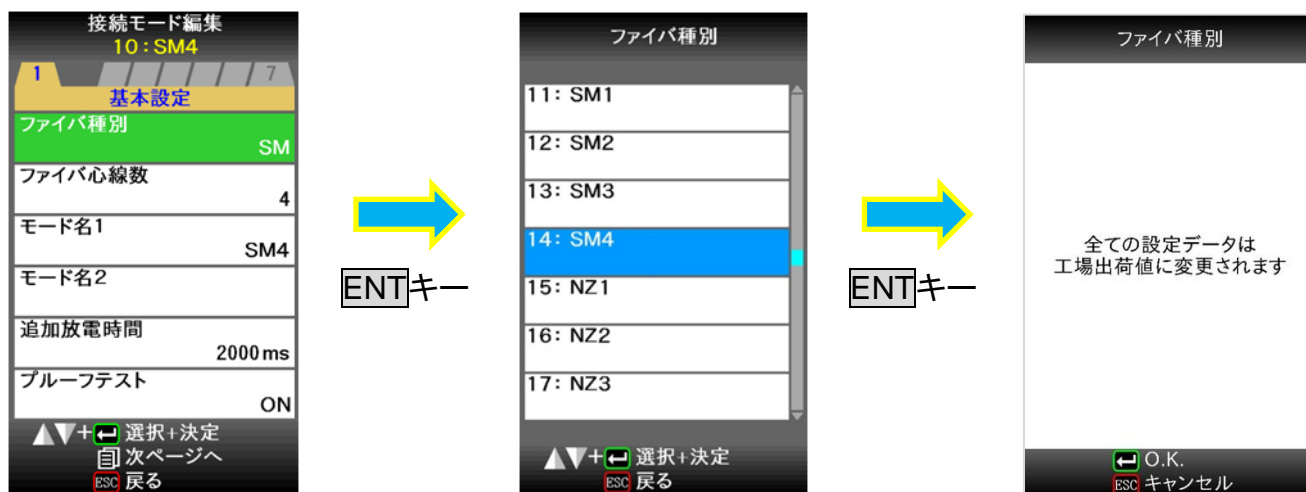 接続モード編集
10:SM4
1
7
基本設定
ファイバ種別
SM
ファイバ心線数
4
モード名1
SM4
モード名2
追加放電時間
2000ms
プルーフテスト
ON
+ 選択+決定
次ページへ
ESC 戻る
ENTキー
ファイバ種別
11: SM1
12: SM2
13: SM3
14: SM4
15: NZ1
16: NZ2
17: NZ3
+ 選択+決定
ESC 戻る
ENTキー
ファイバ種別
全ての設定データは
工場出荷値に変更されます
O.K.
ESC キャンセル